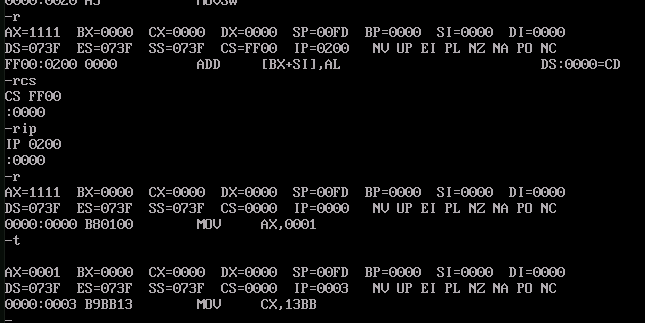 0000:0020 A5 MOVSW
-r
AX=1111 BX=0000 CX=0000 DX=0000 SP=00FD BP=0000 SI=0000 DI=0000
DS=073F ES=073F SS=073F CS=FF00 IP=0200 NV UP EI PL NZ NA PO NC
FF00:0200 0000 ADD [BX+SI],AL DS:0000=CD
-rcs
CS FF00
:0000
-rip
IP 0200
:0000
-r
AX=1111 BX=0000 CX=0000 DX=0000 SP=00FD BP=0000 SI=0000 DI=0000
DS=073F ES=073F SS=073F CS=0000 IP=0000 NV UP EI PL NZ NA PO NC
0000:0000 B80100 MOV AX,0001
-t
AX=0001 BX=0000 CX=0000 DX=0000 SP=00FD BP=0000 SI=0000 DI=0000
DS=073F ES=073F SS=073F CS=0000 IP=0003 NV UP EI PL NZ NA PO NC
0000:0003 B9BB13 MOV CX,13BB
-